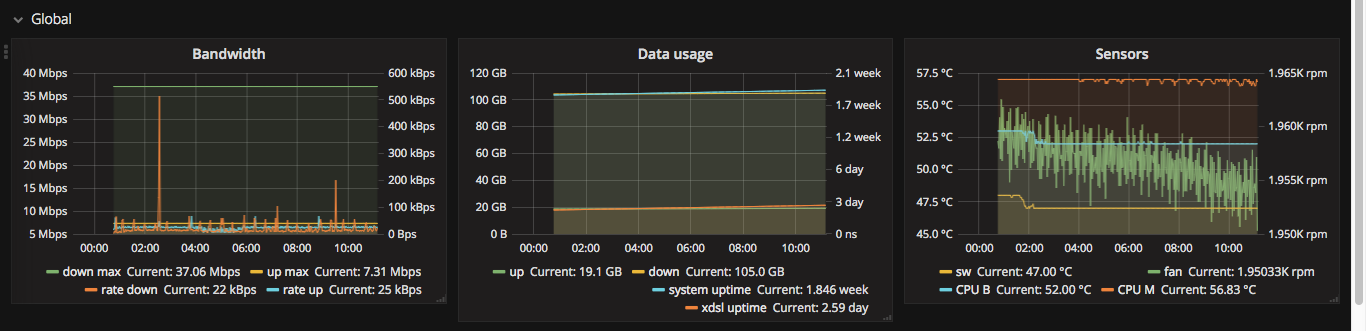 Global
Bandwidth
40 Mbps
35 Mbps
30 Mbps
25 Mbps
20 Mbps
15 Mbps
10 Mbps
5 Mbps
600 kBps
500 kBps
400 kBps
300 kBps
200 kBps
100 kBps
0 Bps
00:00 02:00 04:00 06:00 08:00 10:00
down max Current: 37.06 Mbps up max Current: 7.31 Mbps
rate down Current: 22 kBps rate up Current: 25 kBps
Data usage
120 GB
100 GB
80 GB
60 GB
40 GB
20 GB
0 B
2.1 week
1.7 week
1.2 week
6 day
3 day
0 ns
00:00 02:00 04:00 06:00 08:00 10:00
up Current: 19.1 GB down Current: 105.0 GB
system uptime Current: 1.846 week
xdsl uptime Current: 2.59 day
Sensors
57.5 °C
55.0 °C
52.5 °C
50.0 °C
47.5 °C
45.0 °C
1.965K rpm
1.960K rpm
1.955K rpm
1.950K rpm
00:00 02:00 04:00 06:00 08:00 10:00
sw Current: 47.00 °C fan Current: 1.95033K rpm
CPU B Current: 52.00 °C CPU M Current: 56.83 °C